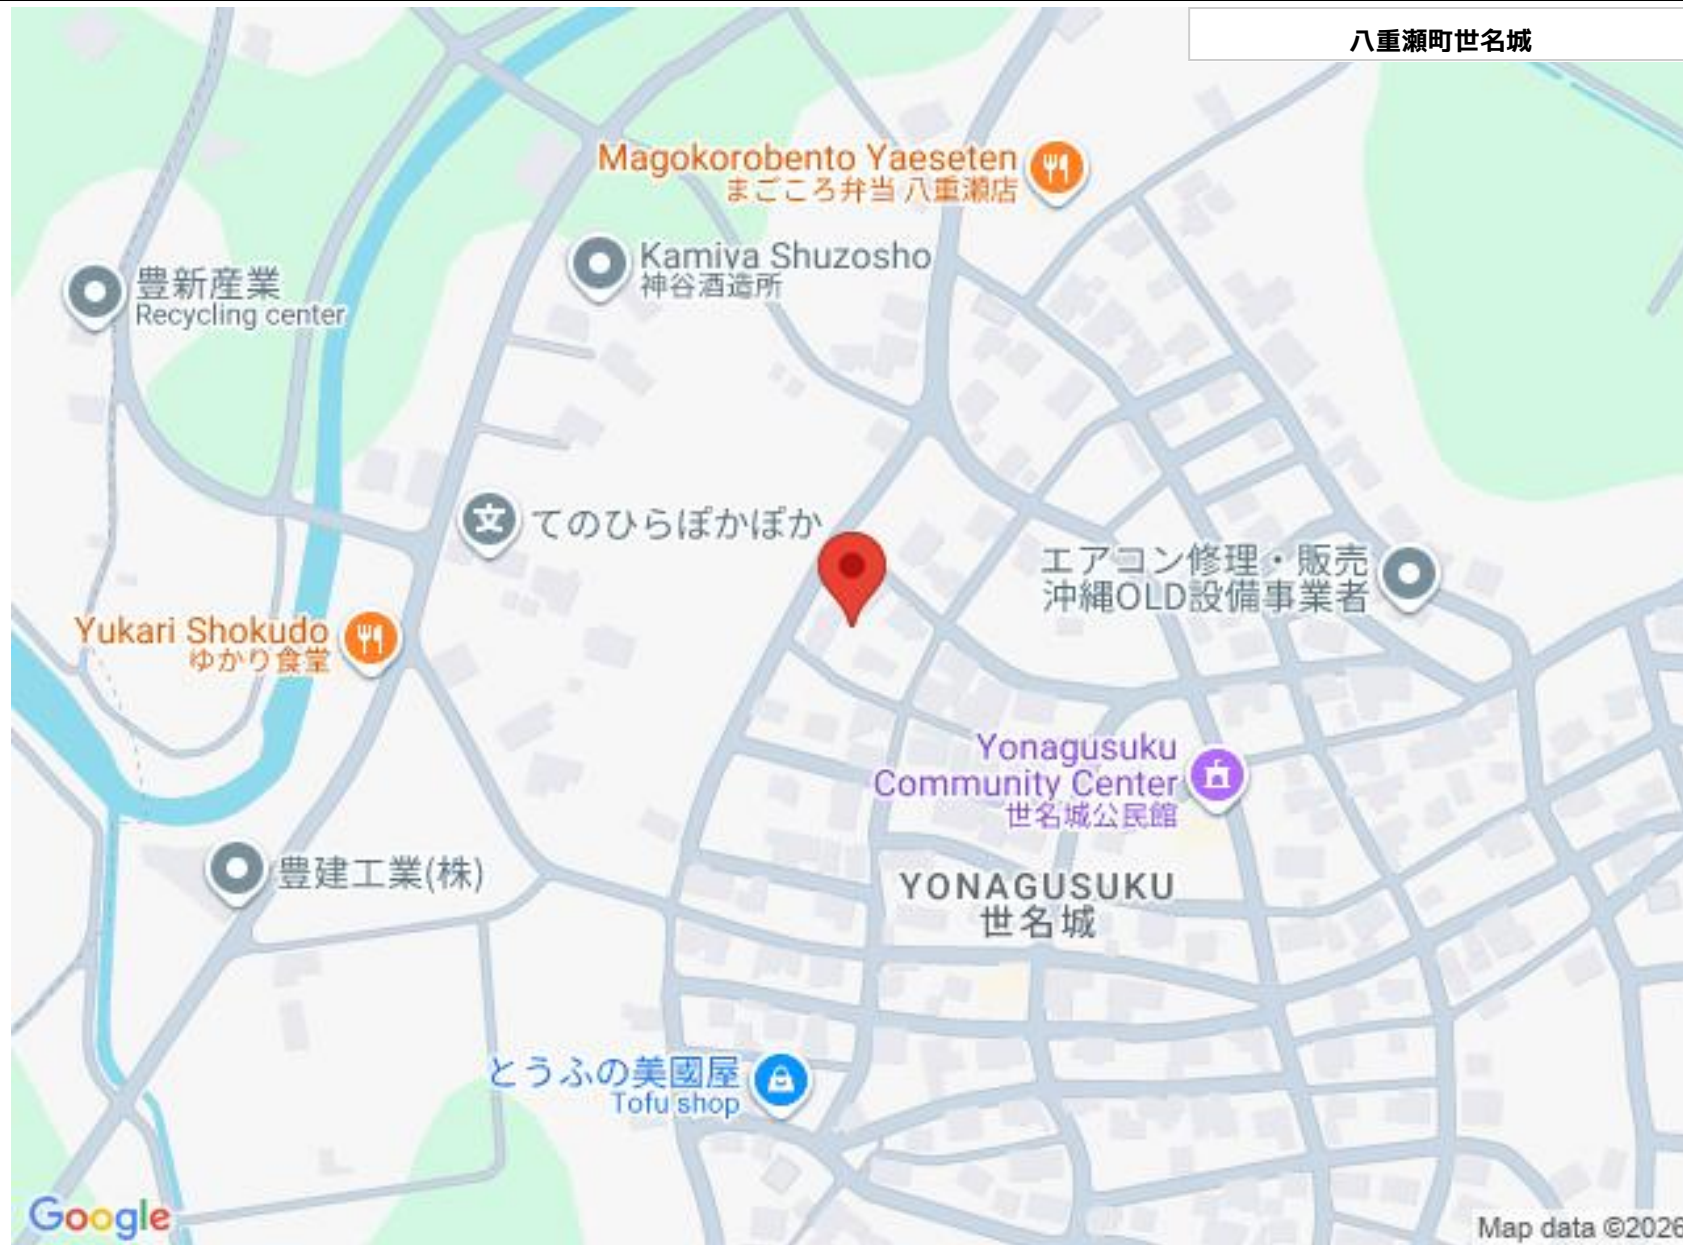 八重瀬町世名城
Magokorobento Yaeseten
まごころ弁当 八重瀬店
Kamiya Shuzosho
神谷酒造所
豊新産業
Recycling center
てのひらぽかぽか
エアコン修理・販売
沖縄OLD設備事業者
Yukari Shokudo
ゆかり食堂
Yonagusuku
Community Center
世名城公民館
豊建工業(株)
YONAGUSUKU
世名城
とうふの美國屋
Tofu shop
Google
Map data ©2026